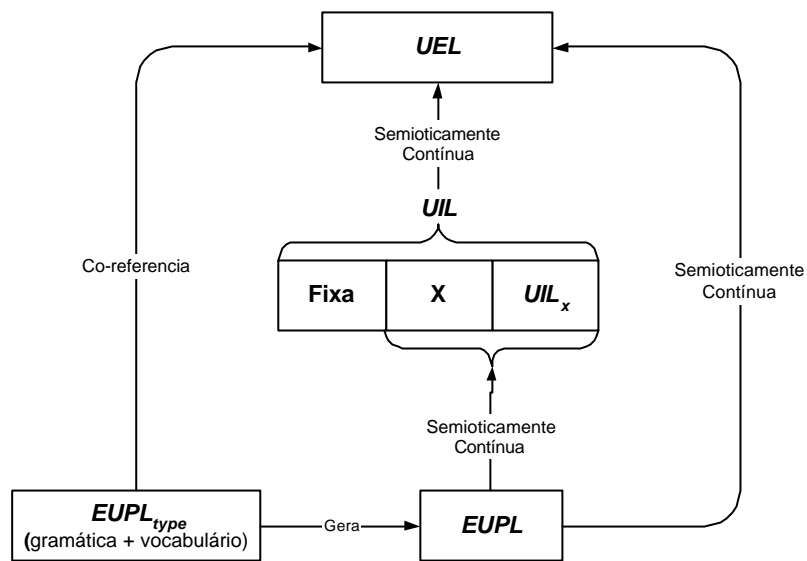 UEL
Semioticamente
Contínua
UIL
Co-referencia
Fixa X UILx
Semioticamente
Contínua
Semioticamente
Contínua
EUPLtype
(gramática + vocabulário)
Gera
EUPL